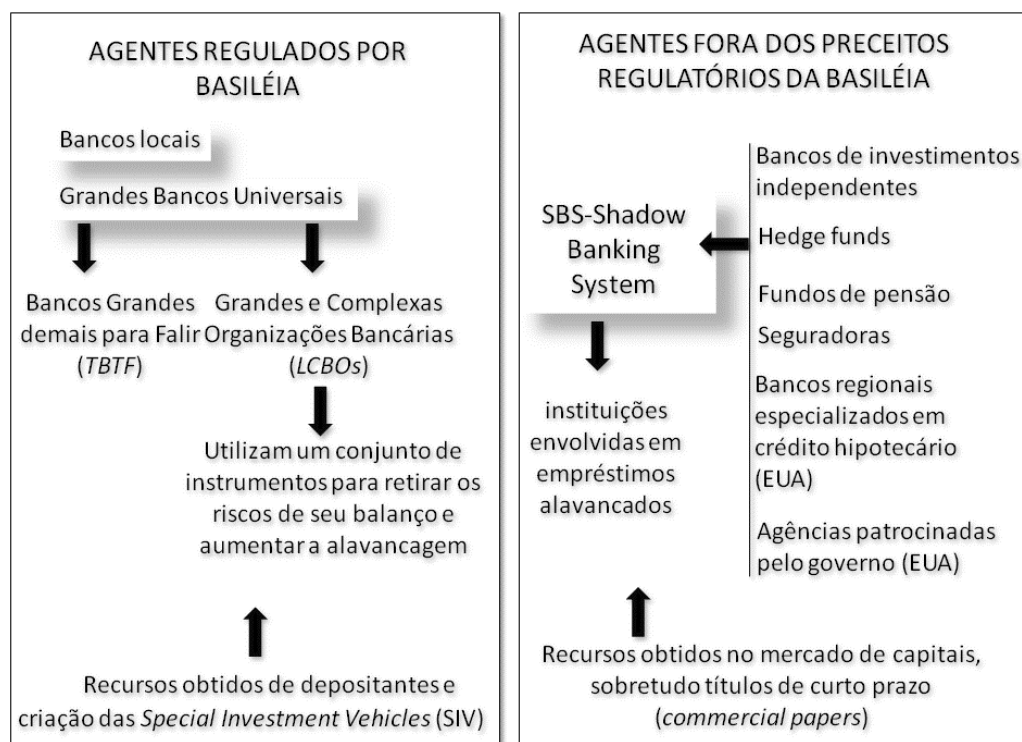 AGENTES REGULADOS POR
BASILÉIA
Bancos locais
Grandes Bancos Universais
Bancos Grandes
demais para Falir
(TBTF)
Grandes e Complexas
Organizações Bancárias
(LCBOs)
Utilizam um conjunto de
instrumentos para retirar os
riscos de seu balanço e
aumentar a alavancagem
Recursos obtidos de depositantes e
criação das Special Investment Vehicles (SIV)
AGENTES FORA DOS PRECEITOS
REGULATÓRIOS DA BASILÉIA
SBS-Shadow
Banking
System
instituições
envolvidas em
empréstimos
alavancados
Bancos de investimentos
independentes
Hedge funds
Fundos de pensão
Seguradoras
Bancos regionais
especializados em
crédito hipotecário
(EUA)
Agências patrocinadas
pelo governo (EUA)
Recursos obtidos no mercado de capitais,
sobretudo títulos de curto prazo
(commercial papers)